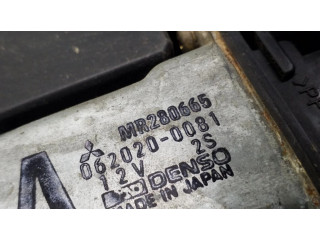 MR280665
062020-0081
12V 2S
DENSO
MADE IN JAPAN
A